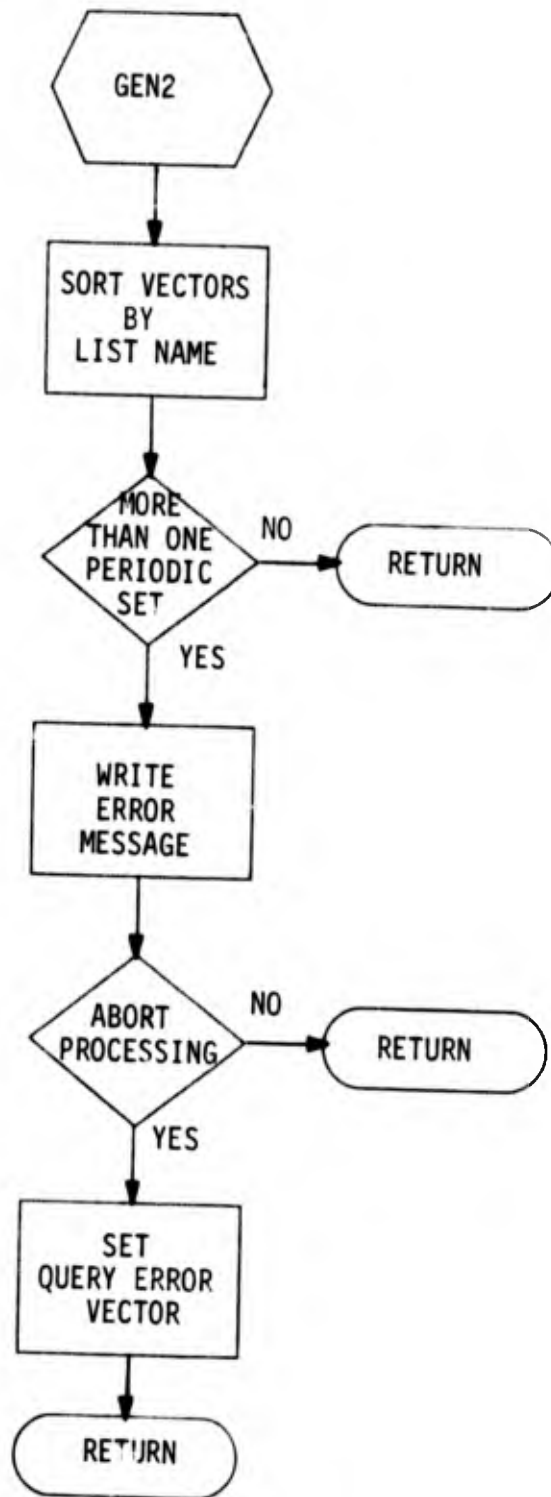 GEN2
SORT VECTORS
BY
LIST NAME
MORE
THAN ONE
PERIODIC
SET
NO
RETURN
YES
WRITE
ERROR
MESSAGE
ABORT
PROCESSING
NO
RETURN
YES
SET
QUERY ERROR
VECTOR
RETURN